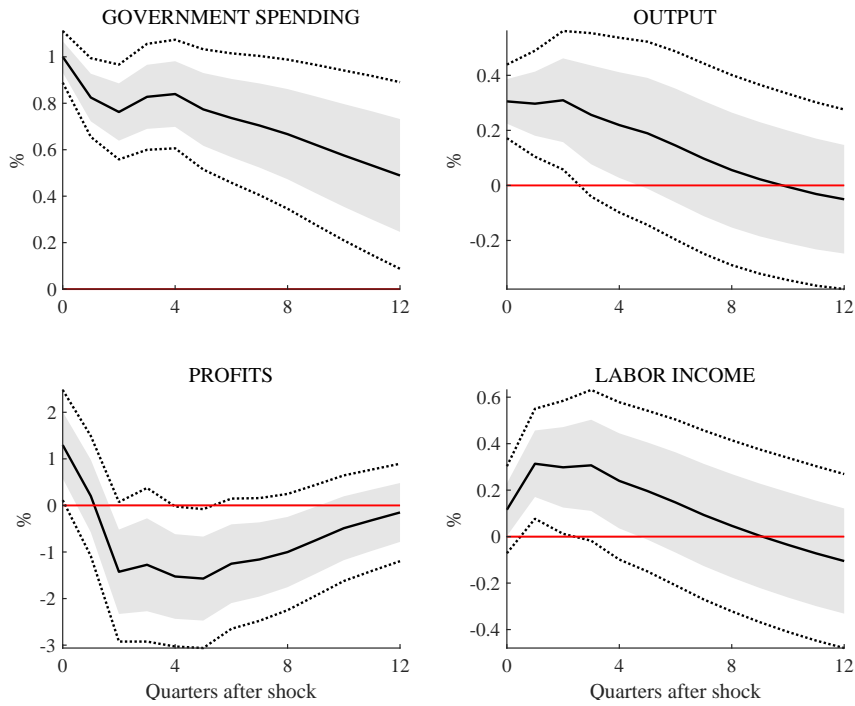 GOVERNMENT SPENDING
1
0.8
0.6
0.4
0.2
0
%
0 4 8 12
OUTPUT
0.4
0.2
0
-0.2
%
0 4 8 12
PROFITS
2
1
0
-1
-2
-3
%
0 4 8 12
Quarters after shock
LABOR INCOME
0.6
0.4
0.2
0
-0.2
-0.4
%
0 4 8 12
Quarters after shock